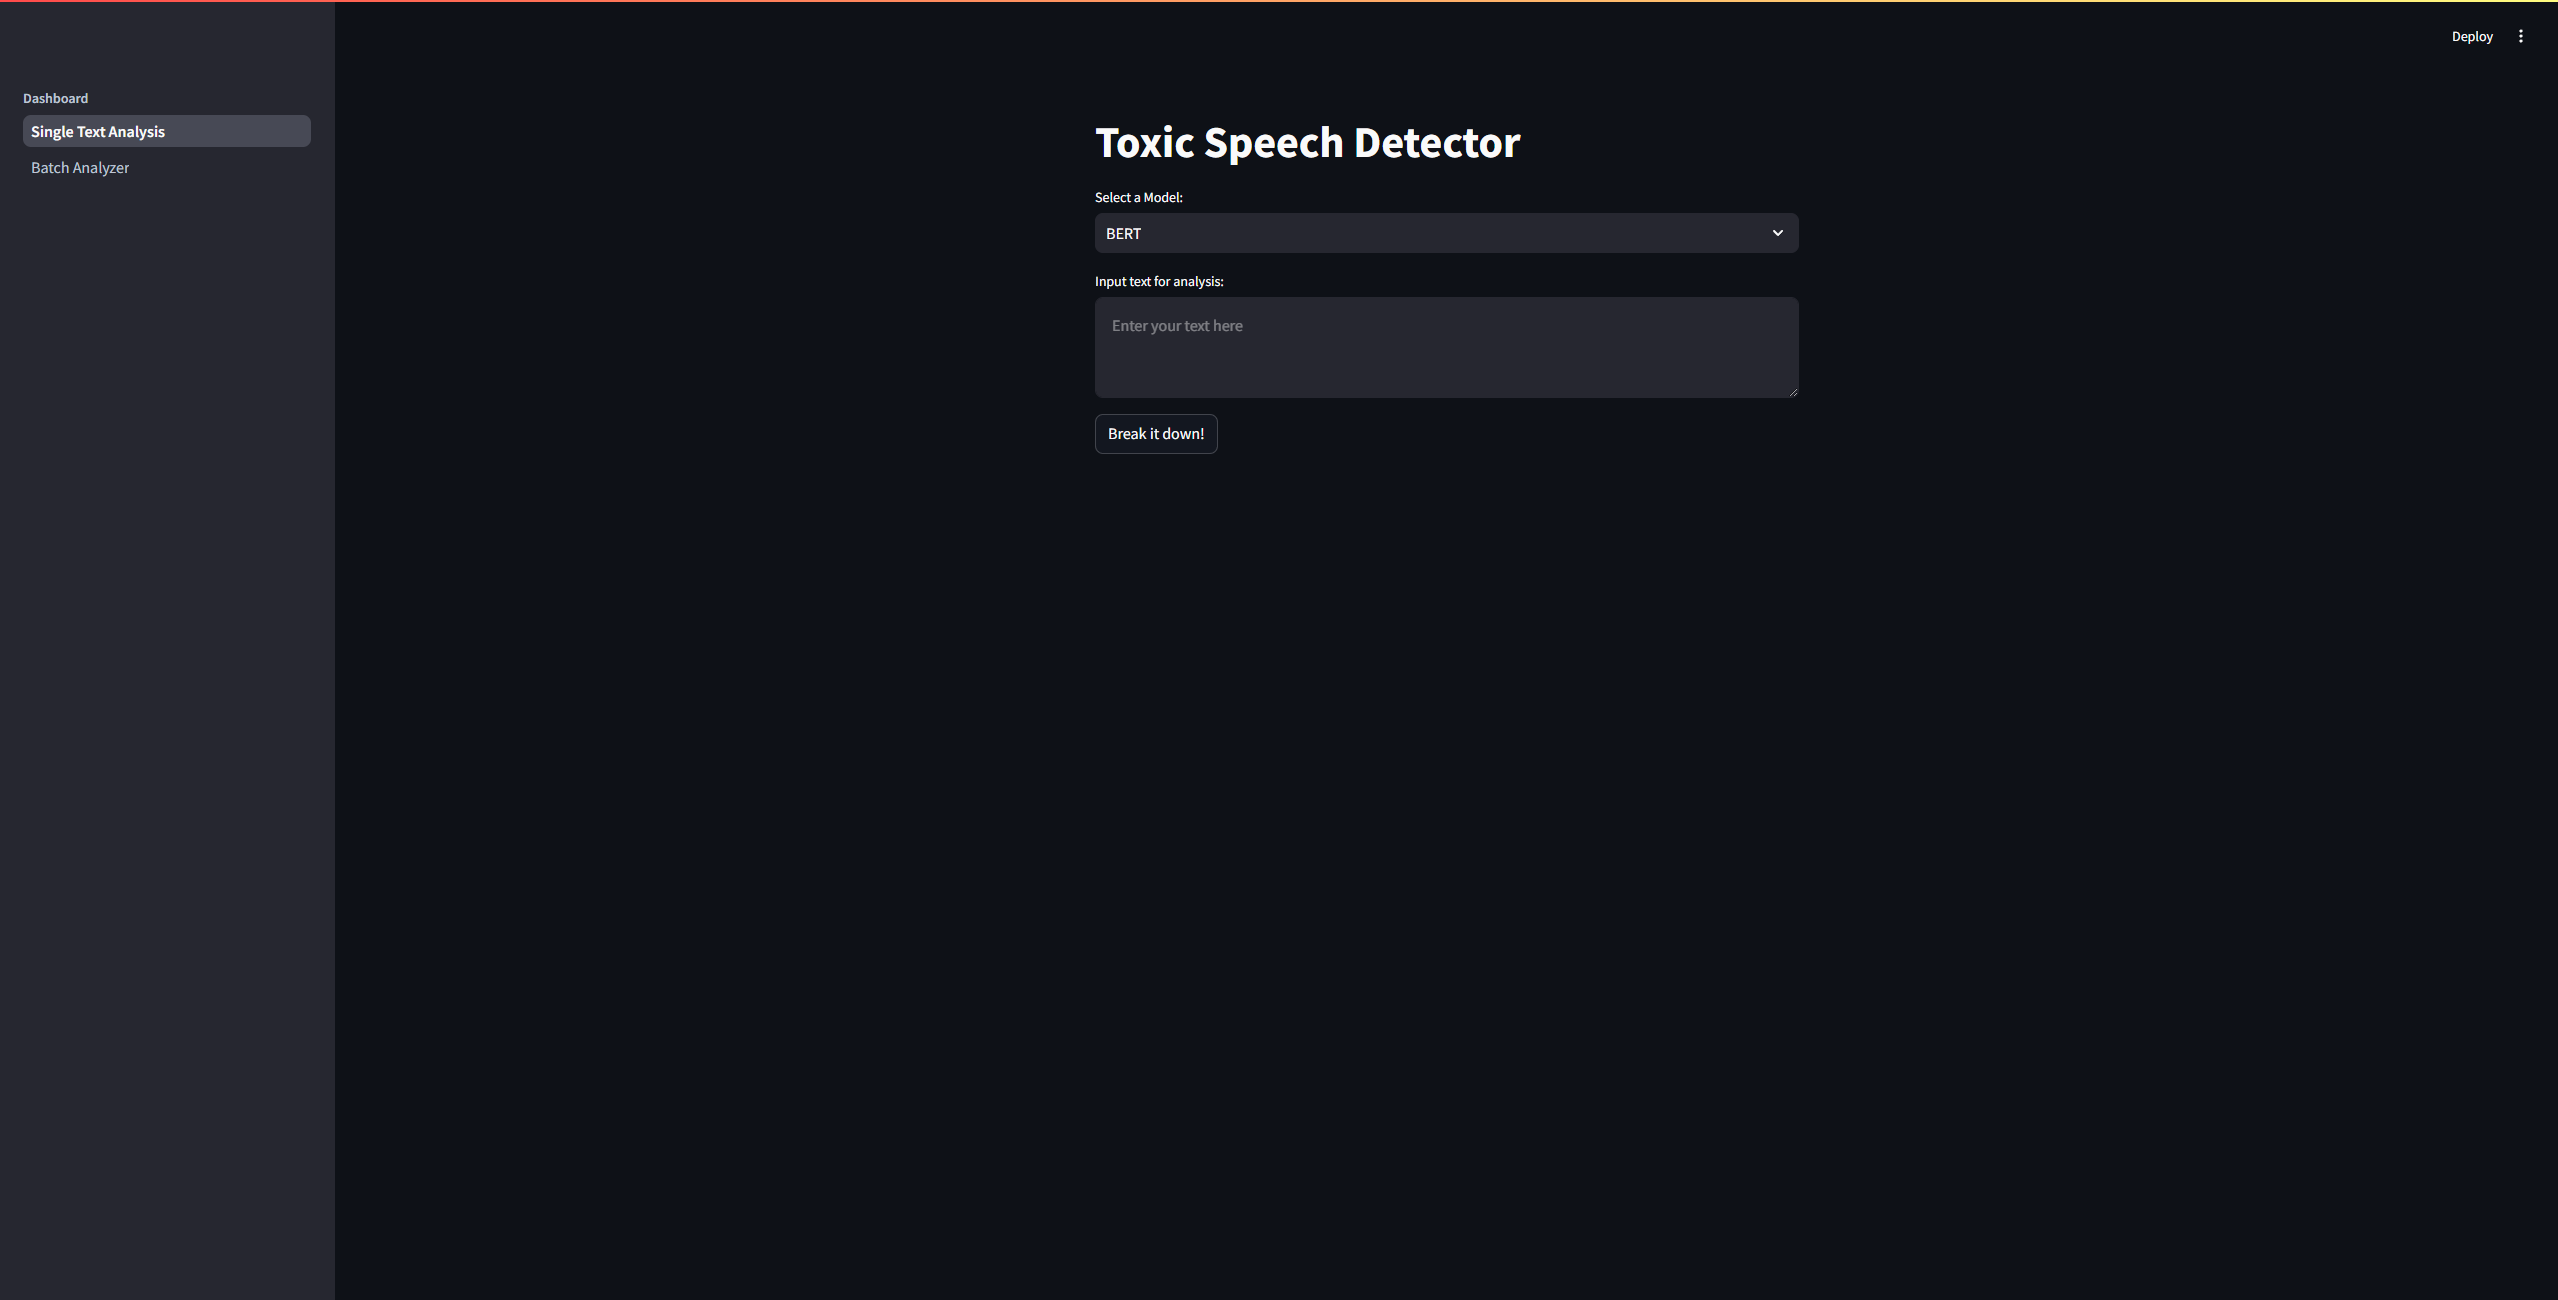 Deploy
Dashboard
Single Text Analysis
Batch Analyzer
Toxic Speech Detector
Select a Model:
BERT
Input text for analysis:
Enter your text here
Break it down!